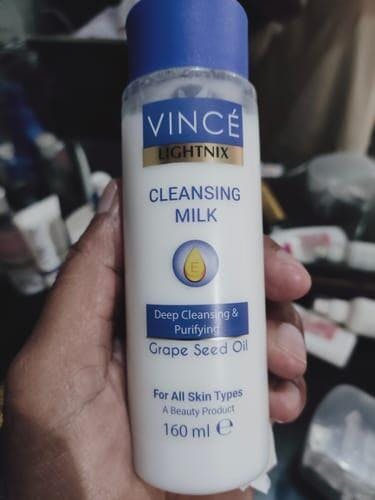 VINCÉ
LIGHTNIX
CLEANSING
MILK
E
Deep Cleansing &
Purifying
Grape Seed Oil
For All Skin Types
A Beauty Product
160 ml ℮